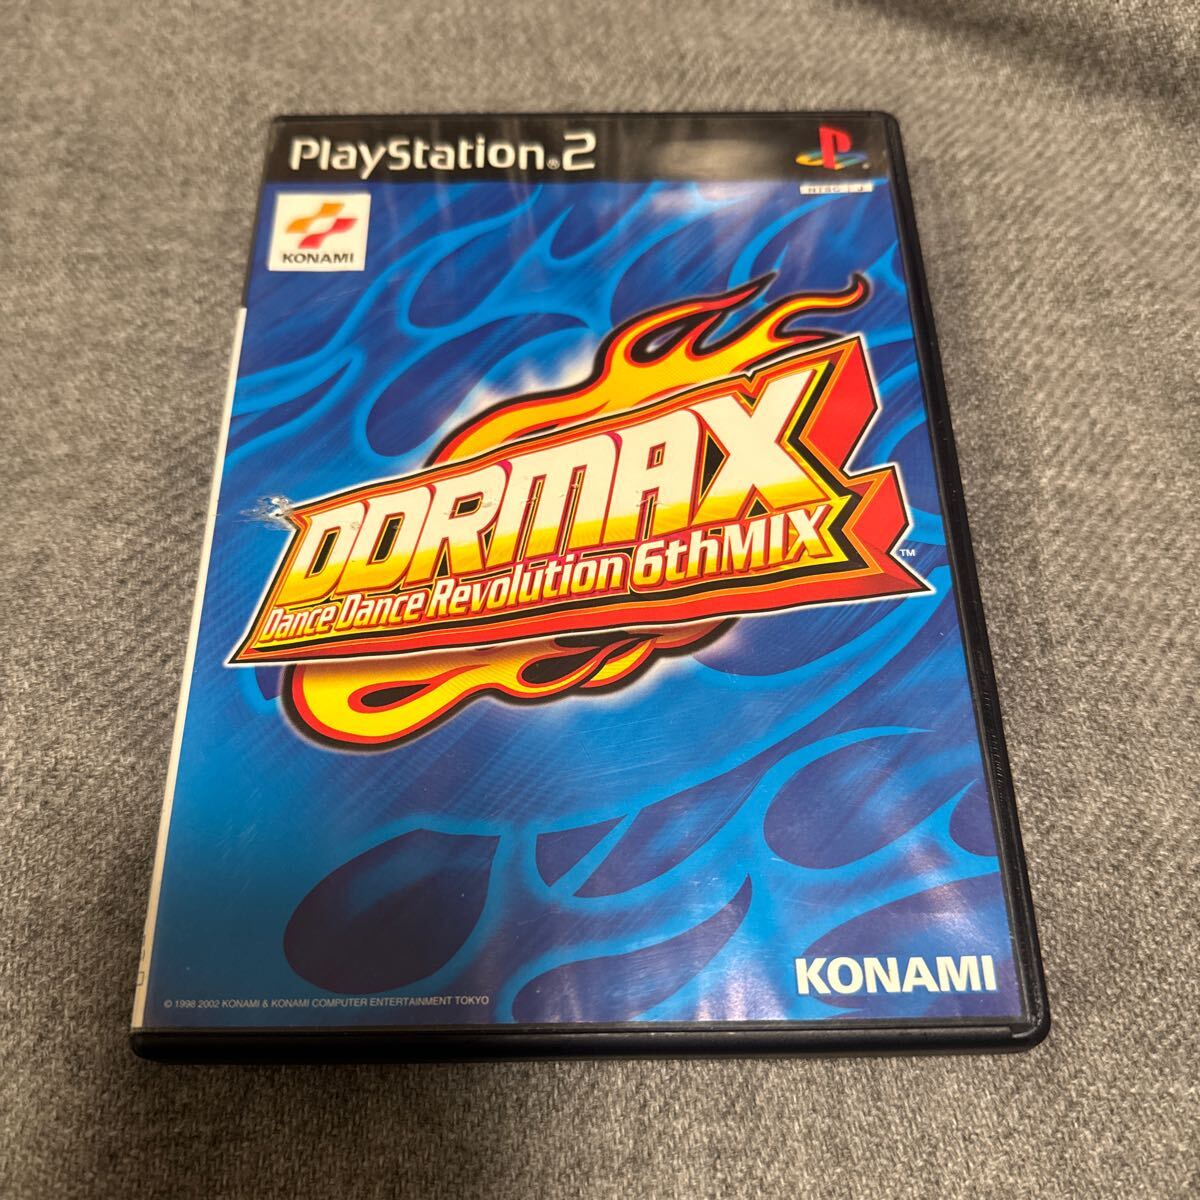 PlayStation®2
NTSC J
KONAMI
DDRMAX
Dance Dance Revolution 6thMIX
TM
KONAMI
© 1998 2002 KONAMI & KONAMI COMPUTER ENTERTAINMENT TOKYO